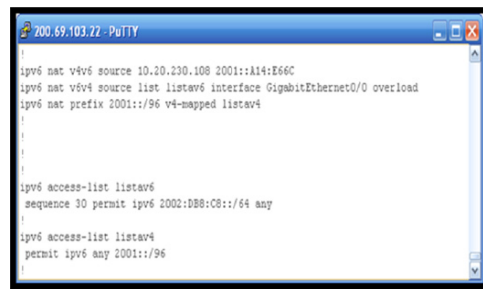 200.69.103.22 - PuTTY
!
ipv6 nat v4v6 source 10.20.230.108 2001::A14:E66C
ipv6 nat v6v4 source list listav6 interface GigabitEthernet0/0 overload
ipv6 nat prefix 2001::/96 v4-mapped listav4
!
!
!
!
ipv6 access-list listav6
sequence 30 permit ipv6 2002:DB8:C8::/64 any
!
ipv6 access-list listav4
permit ipv6 any 2001::/96
!